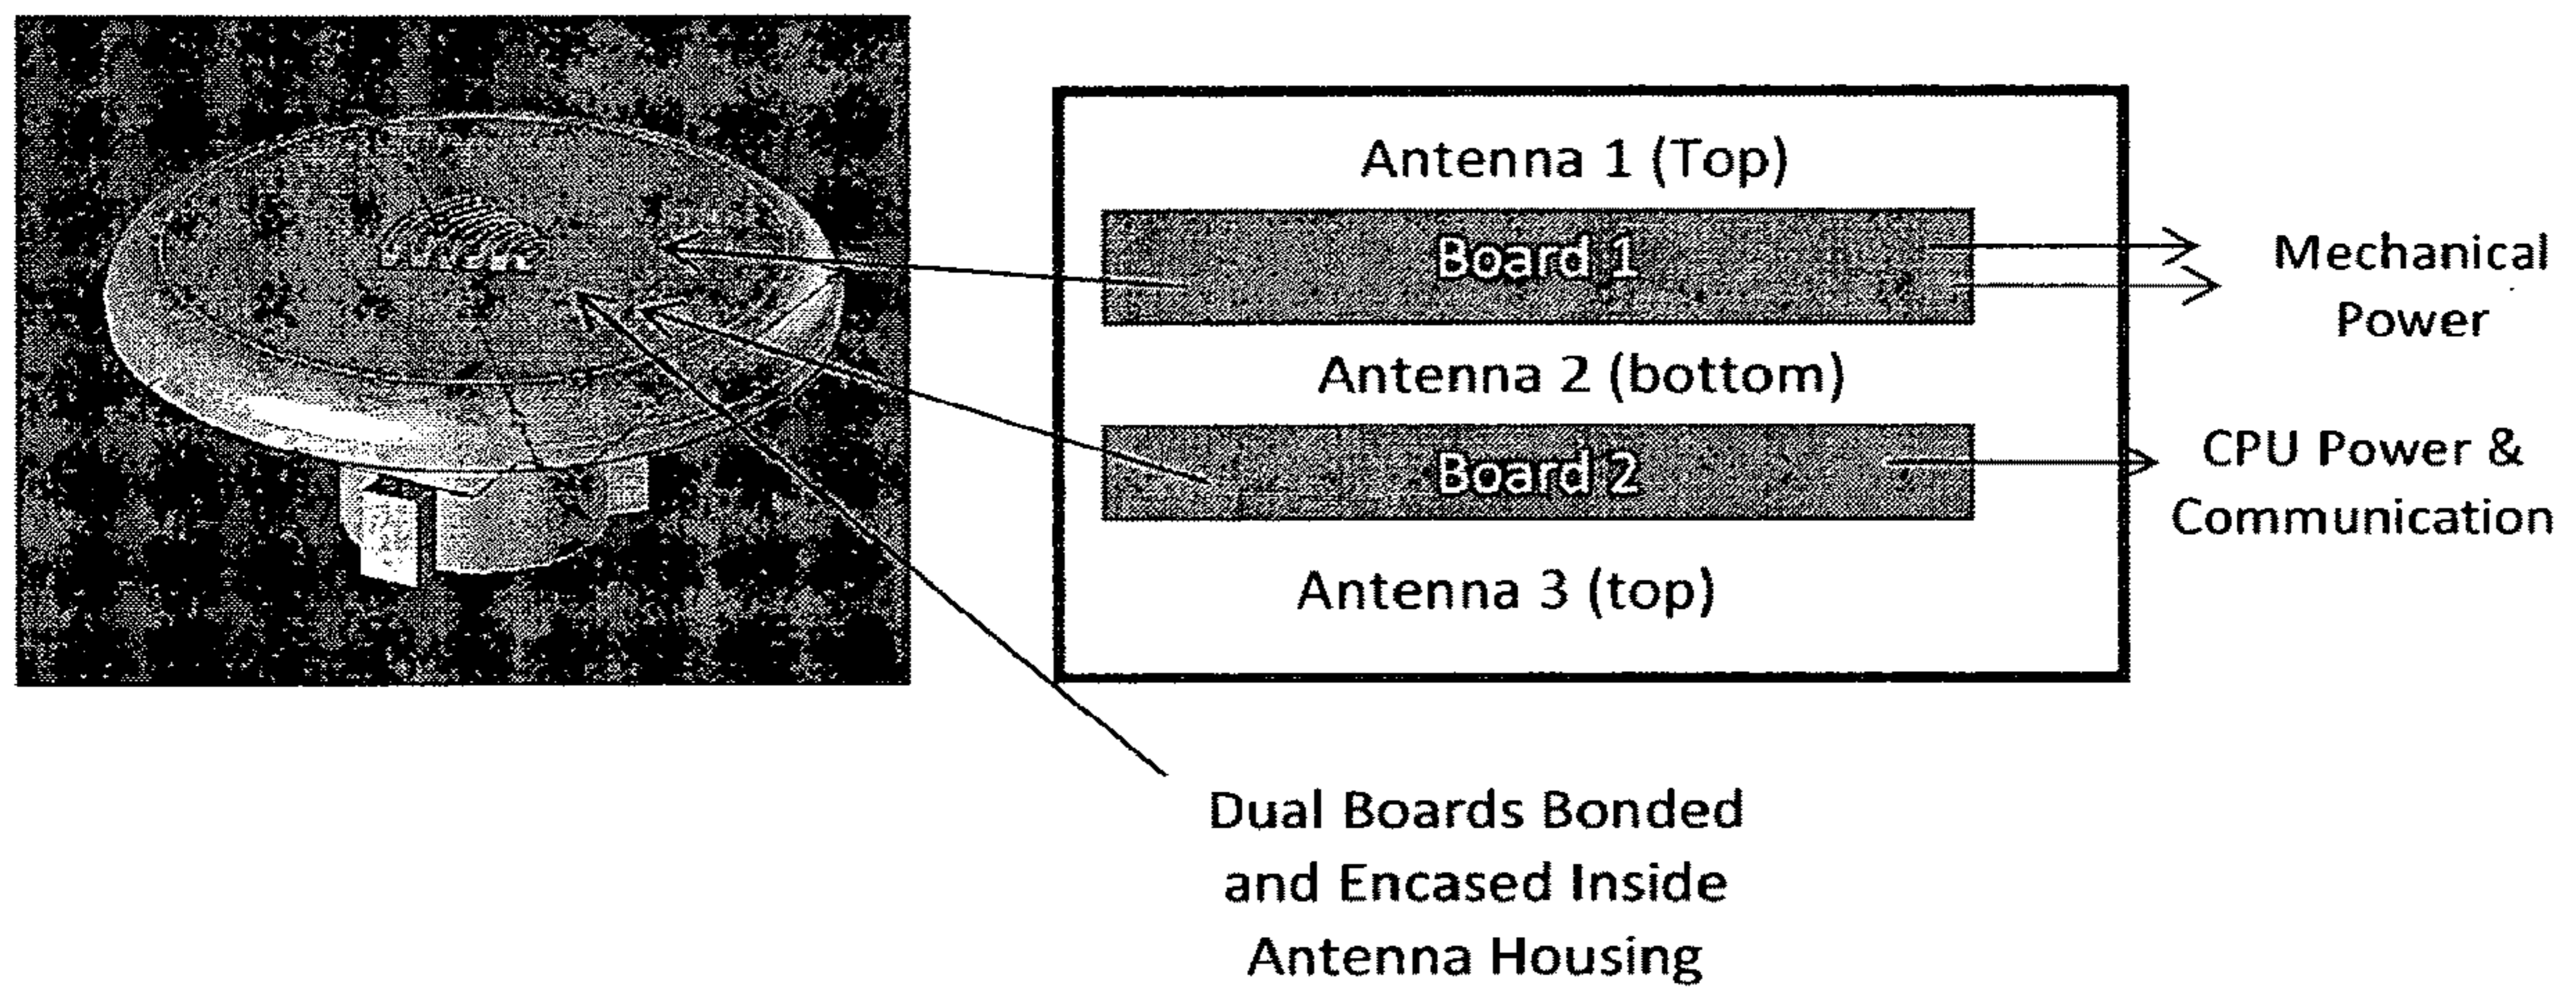 Antenna 1 (Top)
Board 1
Mechanical
Power
Antenna 2 (bottom)
Board 2
CPU Power &
Communication
Antenna 3 (top)
Dual Boards Bonded
and Encased Inside
Antenna Housing